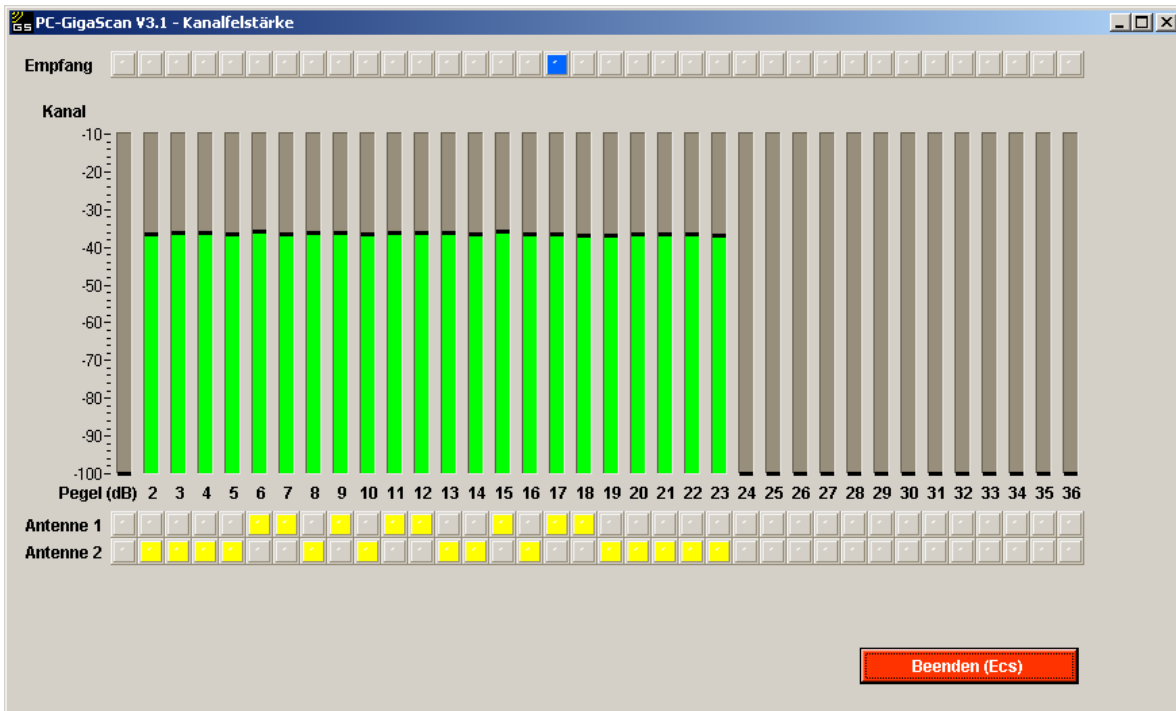 GS PC-GigaScan V3.1 - Kanalfelstärke
Empfang
Kanal
-10
-20
-30
-40
-50
-60
-70
-80
-90
-100
Pegel (dB) 2 3 4 5 6 7 8 9 10 11 12 13 14 15 16 17 18 19 20 21 22 23 24 25 26 27 28 29 30 31 32 33 34 35 36
Antenne 1
Antenne 2
Beenden (Ecs)